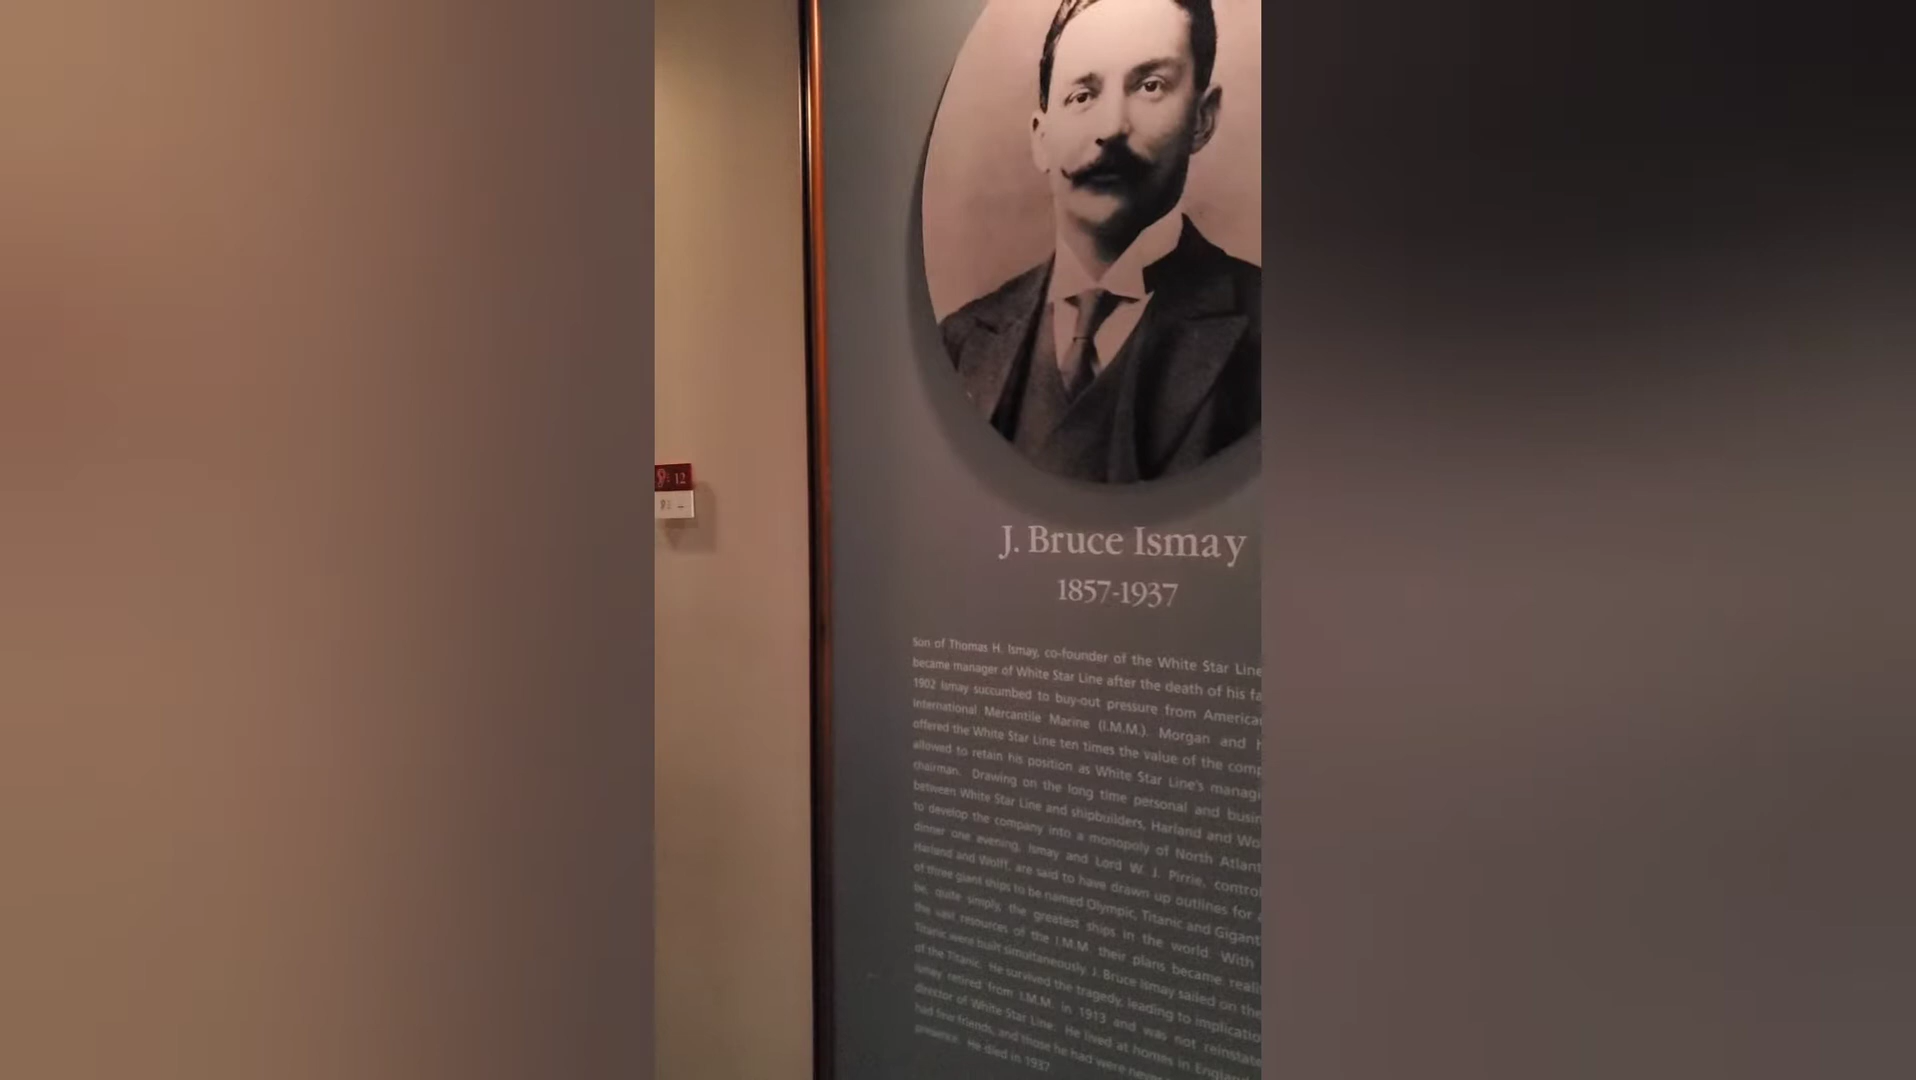 12
J. Bruce Ismay
1857-1937
Son of Thomas H. Ismay, co-founder of the White Star Line
became manager of White Star Line after the death of his fa
1902 Ismay succumbed to buy-out pressure from America
International Mercantile Marine (I.M.M.). Morgan and h
offered the White Star Line ten times the value of the comp
allowed to retain his position as White Star Line's managi
chairman. Drawing on the long time personal and busin
between White Star Line and shipbuilders, Harland and Wo
to develop the company into a monopoly of North Atlant
dinner one evening, Ismay and Lord W. J. Pirrie, control
Harland and Wolff, are said to have drawn up outlines for
of three giant ships to be named Olympic, Titanic and Gigant
be, quite simply, the greatest ships in the world. With
the vast resources of the I.M.M. their plans became reali
Titanic were built simultaneously. J. Bruce Ismay sailed on the
of the Titanic. He survived the tragedy, leading to implicatio
Ismay retired from I.M.M. in 1913 and was not reinstate
director of White Star Line. He lived at homes in England
had few friends, and those he had were never
presence. He died in 1937